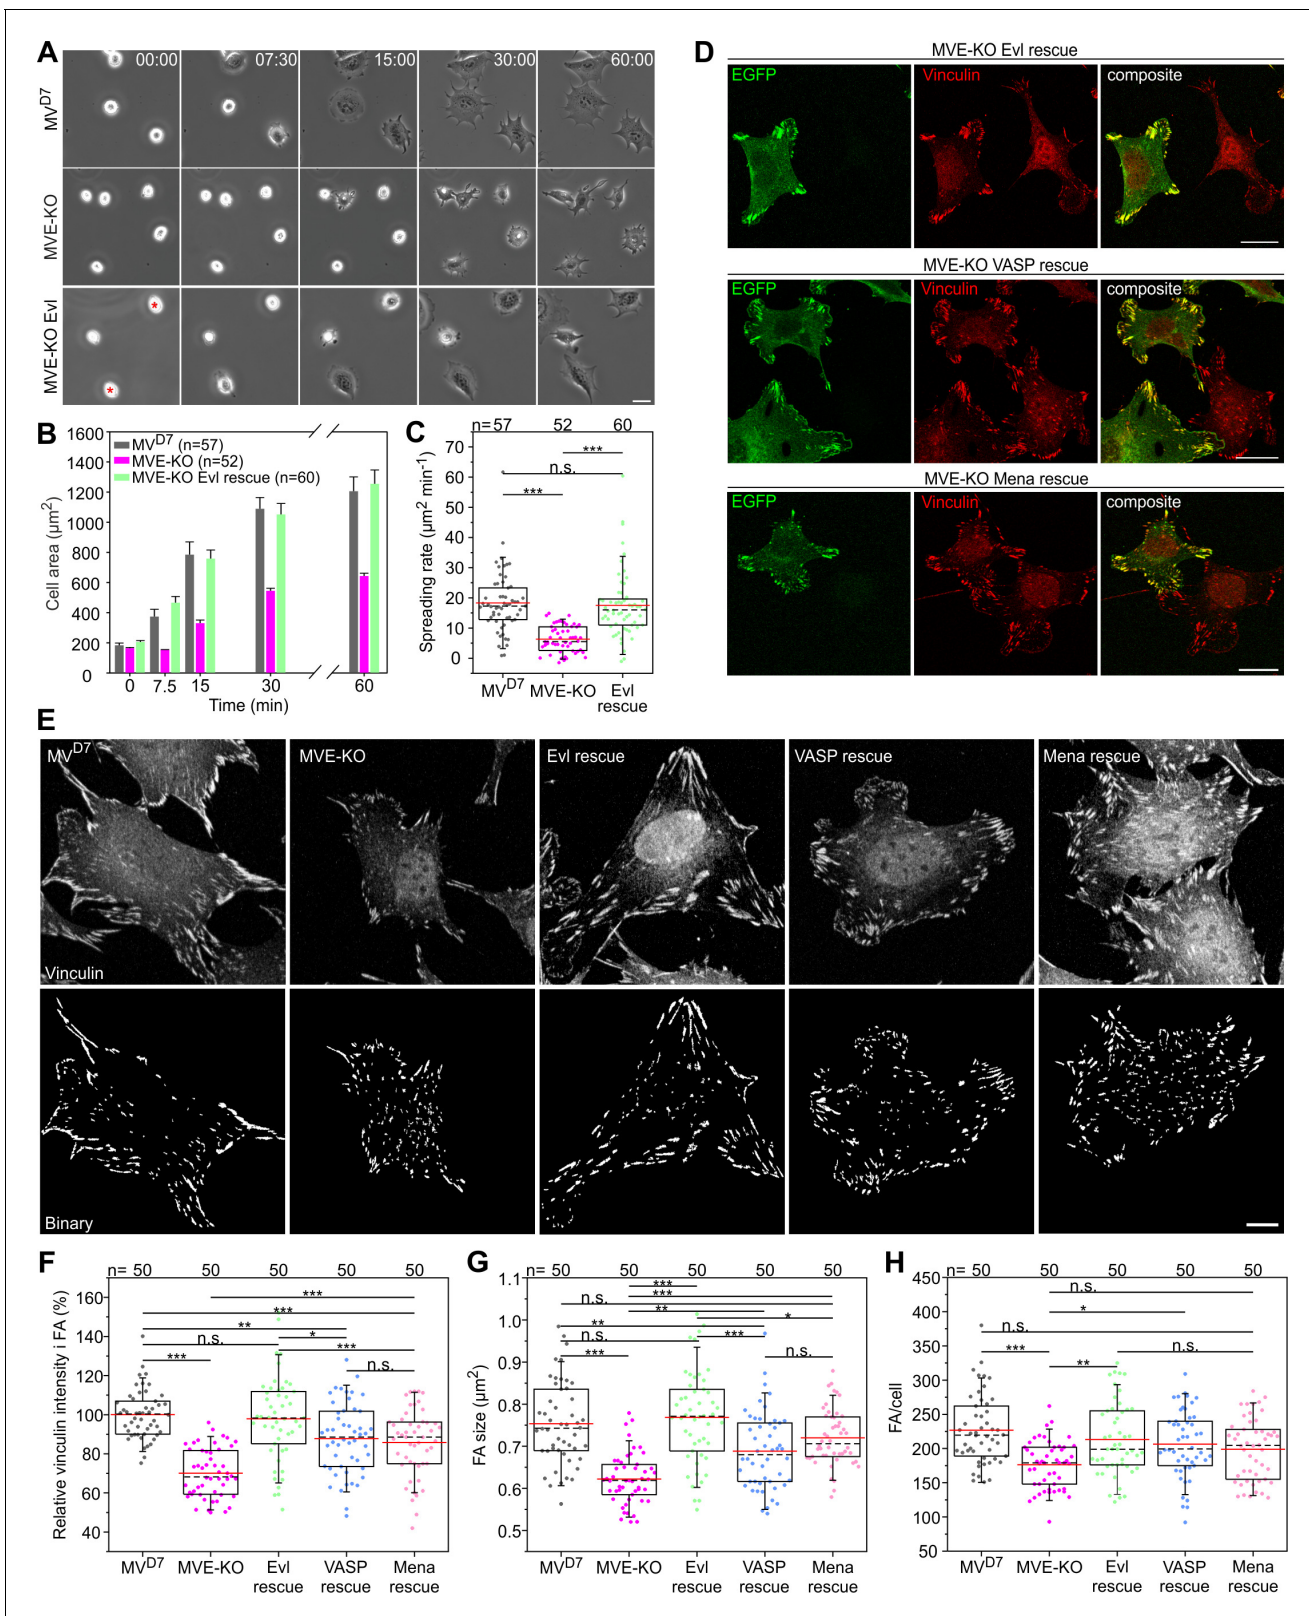 A
00:00 07:30 15:00 30:00 60:00
MV^D7
MVE-KO
MVE-KO Evl
*
*
B
Cell area (µm²)
1600
1400
1200
1000
800
600
400
200
0
MV^D7 (n=57)
MVE-KO (n=52)
MVE-KO Evl rescue (n=60)
0 7.5 15 30 60
Time (min)
C
n= 57 52 60
Spreading rate (µm² min⁻¹)
70
60
50
40
30
20
10
0
***
n.s.
***
MV^D7 MVE-KO Evl
rescue
D
MVE-KO Evl rescue
EGFP Vinculin composite
MVE-KO VASP rescue
EGFP Vinculin composite
MVE-KO Mena rescue
EGFP Vinculin composite
E
MV^D7 MVE-KO Evl rescue VASP rescue Mena rescue
Vinculin
Binary
F
n= 50 50 50 50 50
Relative vinculin intensity i FA (%)
160
140
120
100
80
60
40
***
***
** 
n.s. *
*** 
***
n.s.
MV^D7 MVE-KO Evl VASP Mena
rescue rescue rescue
G
n= 50 50 50 50 50
FA size (µm²)
1.1
1.0
0.9
0.8
0.7
0.6
0.5
***
***
n.s.
**
*
**
***
n.s.
***
n.s.
MV^D7 MVE-KO Evl VASP Mena
rescue rescue rescue
H
n= 50 50 50 50 50
FA/cell
450
400
350
300
250
200
150
100
50
n.s.
*
n.s.
***
n.s.
**
MV^D7 MVE-KO Evl VASP Mena
rescue rescue rescue